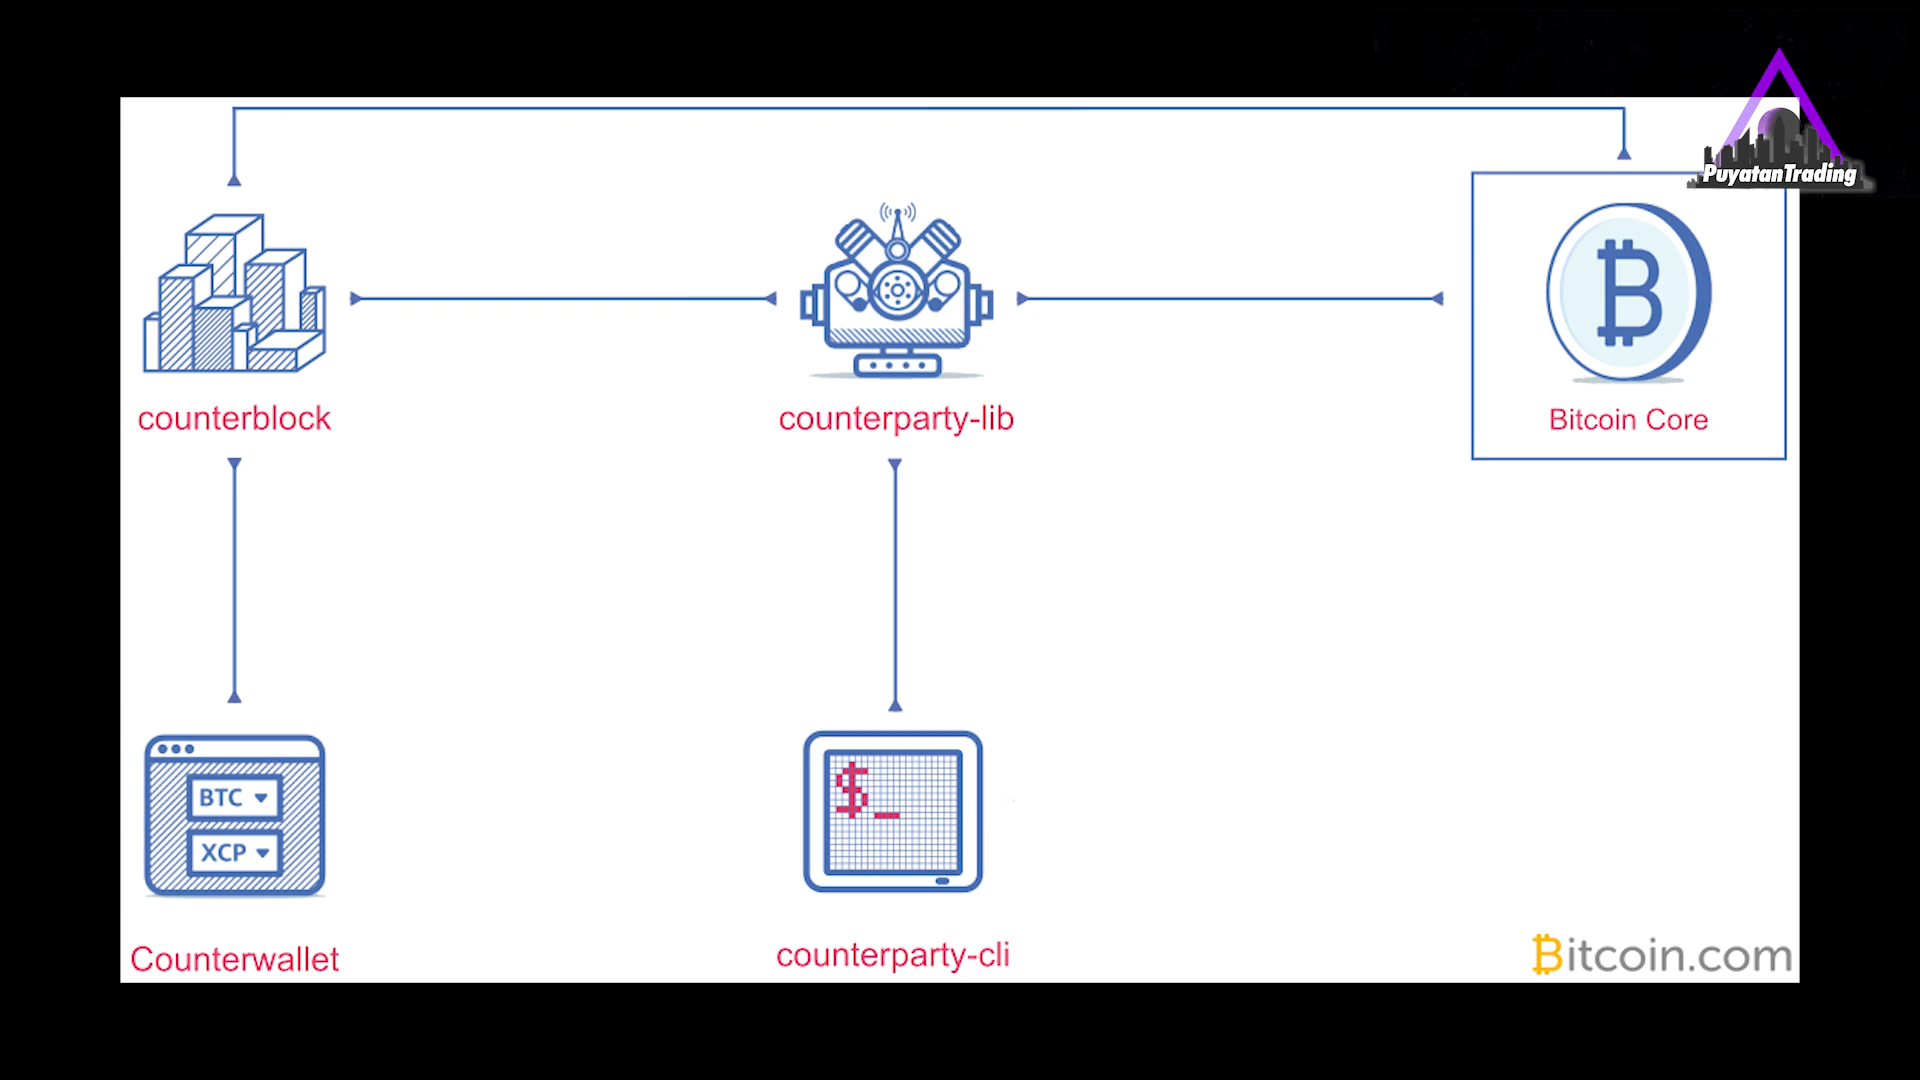 PuyatanTrading
counterblock
counterparty-lib
Bitcoin Core
BTC
XCP
$_
Counterwallet
counterparty-cli
Bitcoin.com